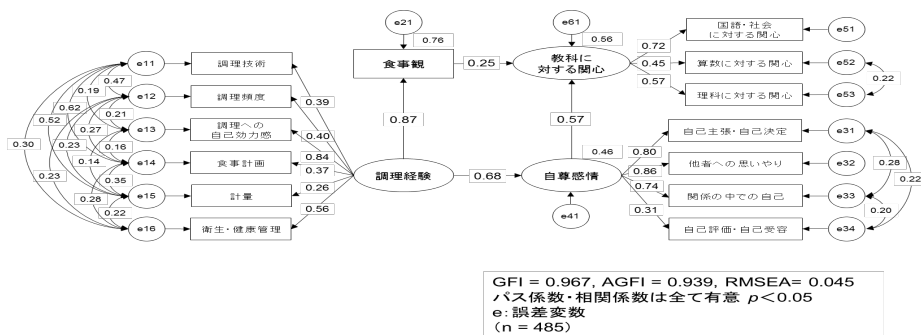 e21
0.76
食事観
0.25
e61
0.56
教科に
対する関心
0.72
0.45
0.57
国語・社会
に対する関心
e51
算数に対する関心
e52
理科に対する関心
e53
0.22
e11
調理技術
e12
調理頻度
e13
調理への
自己効力感
e14
食事計画
e15
計量
e16
衛生・健康管理
0.47
0.19
0.62
0.52
0.21
0.30
0.27
0.23
0.16
0.14
0.23
0.35
0.28
0.22
0.39
0.40
0.84
0.37
0.26
0.56
0.87
調理経験
0.68
0.57
0.46
自尊感情
e41
0.80
0.86
0.74
0.31
自己主張・自己決定
e31
他者への思いやり
e32
関係の中での自己
e33
自己評価・自己受容
e34
0.28
0.22
0.20
GFI = 0.967, AGFI = 0.939, RMSEA= 0.045
パス係数・相関係数は全て有意 p<0.05
e:誤差変数
(n = 485)